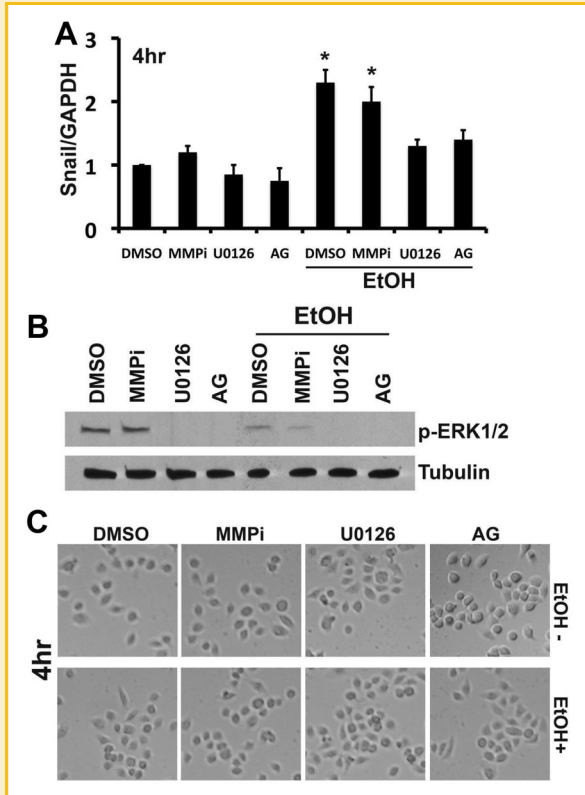 A
3
4hr
*
*
2
1
0
Snail/GAPDH
DMSO MMPi U0126 AG DMSO MMPi U0126 AG
EtOH
B
EtOH
DMSO
MMPi
U0126
AG
DMSO
MMPi
U0126
AG
p-ERK1/2
Tubulin
C
DMSO MMPi U0126 AG
4hr
EtOH -
EtOH+